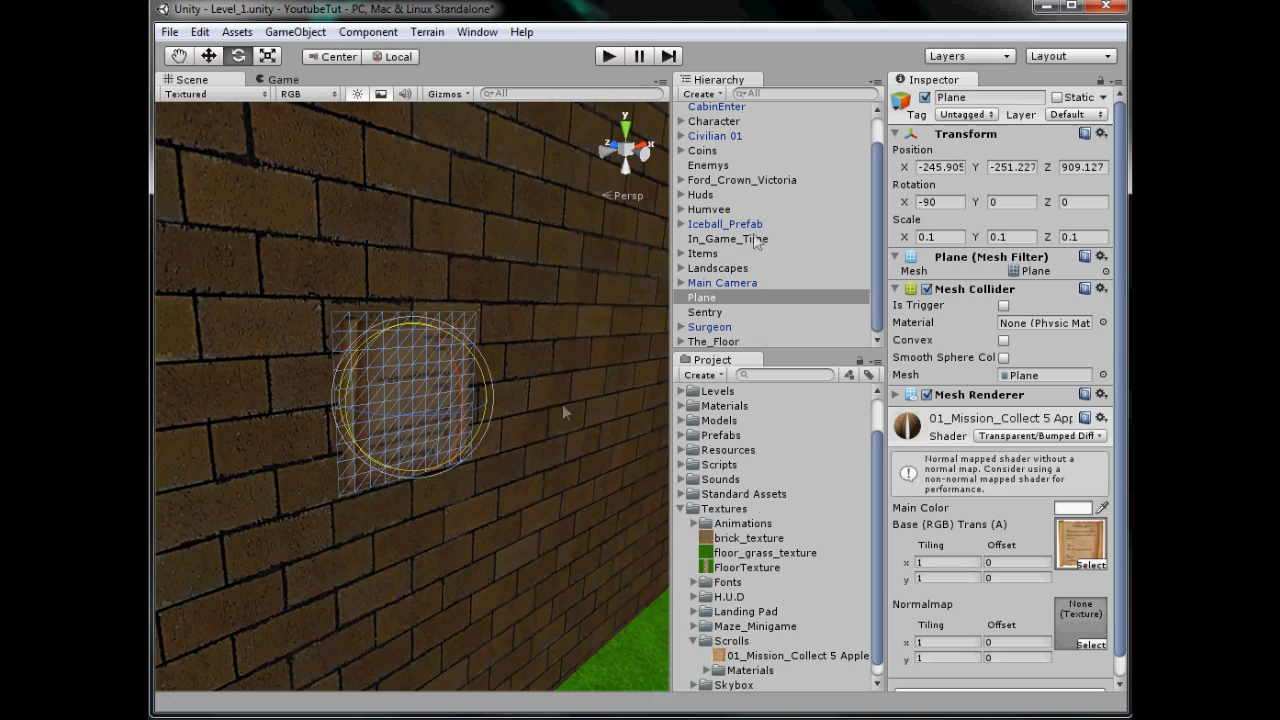 Unity - Level_1.unity - YoutubeTut - PC, Mac & Linux Standalone*
File Edit Assets GameObject Component Terrain Window Help
Center Local Layers Layout
Scene Game
Textured RGB Gizmos All
y
z x
Persp
Hierarchy
Create All
CabinEnter
Character
Civilian 01
Coins
Enemys
Ford_Crown_Victoria
Huds
Humvee
Iceball_Prefab
In_Game_Time
Items
Landscapes
Main Camera
Plane
Sentry
Surgeon
The_Floor
Project
Create
Levels
Materials
Models
Prefabs
Resources
Scripts
Sounds
Standard Assets
Textures
Animations
brick_texture
floor_grass_texture
FloorTexture
Fonts
H.U.D
Landing Pad
Maze_Minigame
Scrolls
01_Mission_Collect 5 Apple
Materials
Skybox
Inspector
Plane Static
Tag Untagged Layer Default
Transform
Position
X -245.905 Y -251.227 Z 909.127
Rotation
X -90 Y 0 Z 0
Scale
X 0.1 Y 0.1 Z 0.1
Plane (Mesh Filter)
Mesh Plane
Mesh Collider
Is Trigger
Material None (Physic Mat
Convex
Smooth Sphere Col
Mesh Plane
Mesh Renderer
01_Mission_Collect 5 App
Shader Transparent/Bumped Diff
Normal mapped shader without a
normal map. Consider using a
non-normal mapped shader for
performance.
Main Color
Base (RGB) Trans (A)
Tiling Offset
x 1 0
y 1 0
Select
Normalmap
None
(Texture)
Tiling Offset
x 1 0
y 1 0
Select